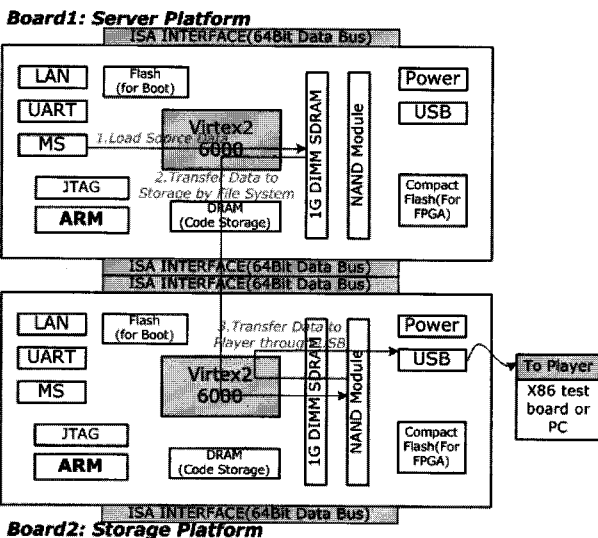 Board1: Server Platform
ISA INTERFACE(64Bit Data Bus)
LAN
Flash
(for Boot)
UART
MS
1.Load Source Data
Virtex2
6000
1G DIMM SDRAM
NAND Module
Power
USB
2.Transfer Data to
Storage by File System
JTAG
ARM
DRAM
(Code Storage)
Compact
Flash(For
FPGA)
ISA INTERFACE(64Bit Data Bus)
ISA INTERFACE(64Bit Data Bus)
LAN
Flash
(for Boot)
UART
MS
3.Transfer Data to
Player through USB
Virtex2
6000
1G DIMM SDRAM
NAND Module
Power
USB
To Player
X86 test
board or
PC
JTAG
ARM
DRAM
(Code Storage)
Compact
Flash(For
FPGA)
ISA INTERFACE(64Bit Data Bus)
Board2: Storage Platform